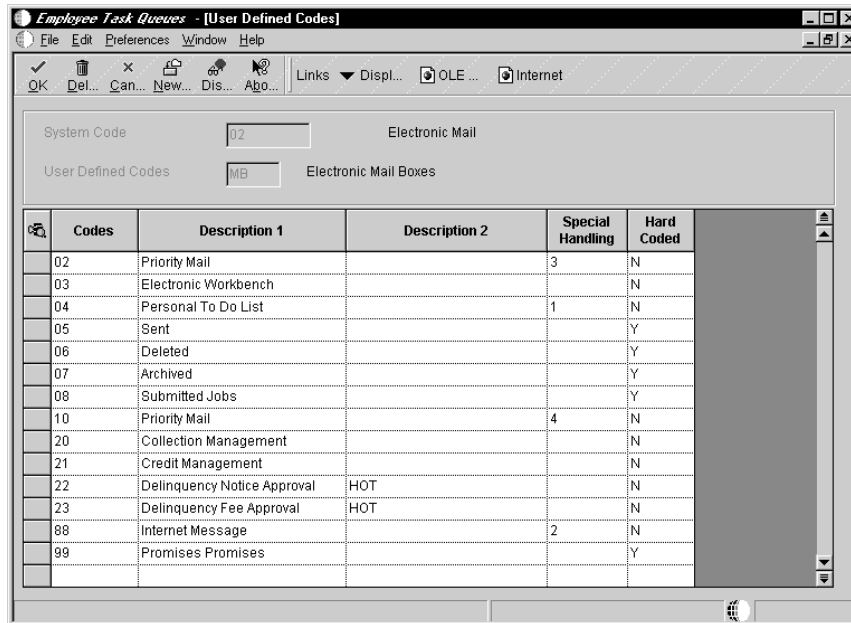 Employee Task Queues - [User Defined Codes]
File Edit Preferences Window Help
OK Del... Can... New... Dis... Abo... Links Displ... OLE ... Internet
System Code 02 Electronic Mail
User Defined Codes MB Electronic Mail Boxes
Codes Description 1 Description 2 Special Handling Hard Coded
02 Priority Mail 3 N
03 Electronic Workbench N
04 Personal To Do List 1 N
05 Sent Y
06 Deleted Y
07 Archived Y
08 Submitted Jobs Y
10 Priority Mail 4 N
20 Collection Management N
21 Credit Management N
22 Delinquency Notice Approval HOT N
23 Delinquency Fee Approval HOT N
88 Internet Message 2 N
99 Promises Promises Y